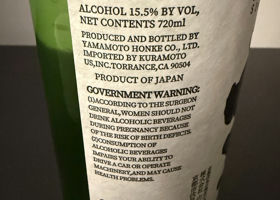 ALCOHOL 15.5% BY VOL,
NET CONTENTS 720ml
PRODUCED AND BOTTLED BY
YAMAMOTO HONKE CO., LTD.
IMPORTED BY KURAMOTO
US,INC.TORRANCE,CA 90504
PRODUCT OF JAPAN
GOVERNMENT WARNING:
(1)ACCORDING TO THE SURGEON
GENERAL,WOMEN SHOULD NOT
DRINK ALCOHOLIC BEVERAGES
DURING PREGNANCY BECAUSE
OF THE RISK OF BIRTH DEFECTS.
(2)CONSUMPTION OF
ALCOHOLIC BEVERAGES
IMPAIRS YOUR ABILITY TO
DRIVE A CAR OR OPERATE
MACHINERY,AND MAY CAUSE
HEALTH PROBLEMS.